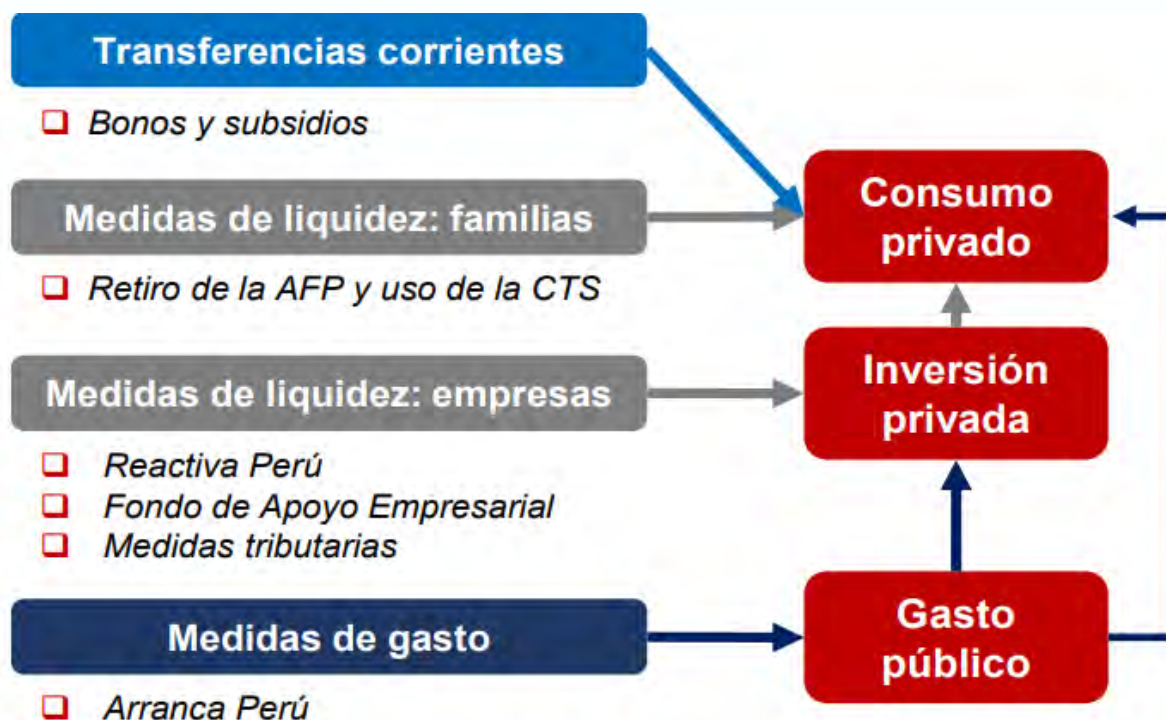 Transferencias corrientes
Bonos y subsidios
Medidas de liquidez: familias
Retiro de la AFP y uso de la CTS
Medidas de liquidez: empresas
Reactiva Perú
Fondo de Apoyo Empresarial
Medidas tributarias
Medidas de gasto
Arranca Perú
Consumo
privado
Inversión
privada
Gasto
público